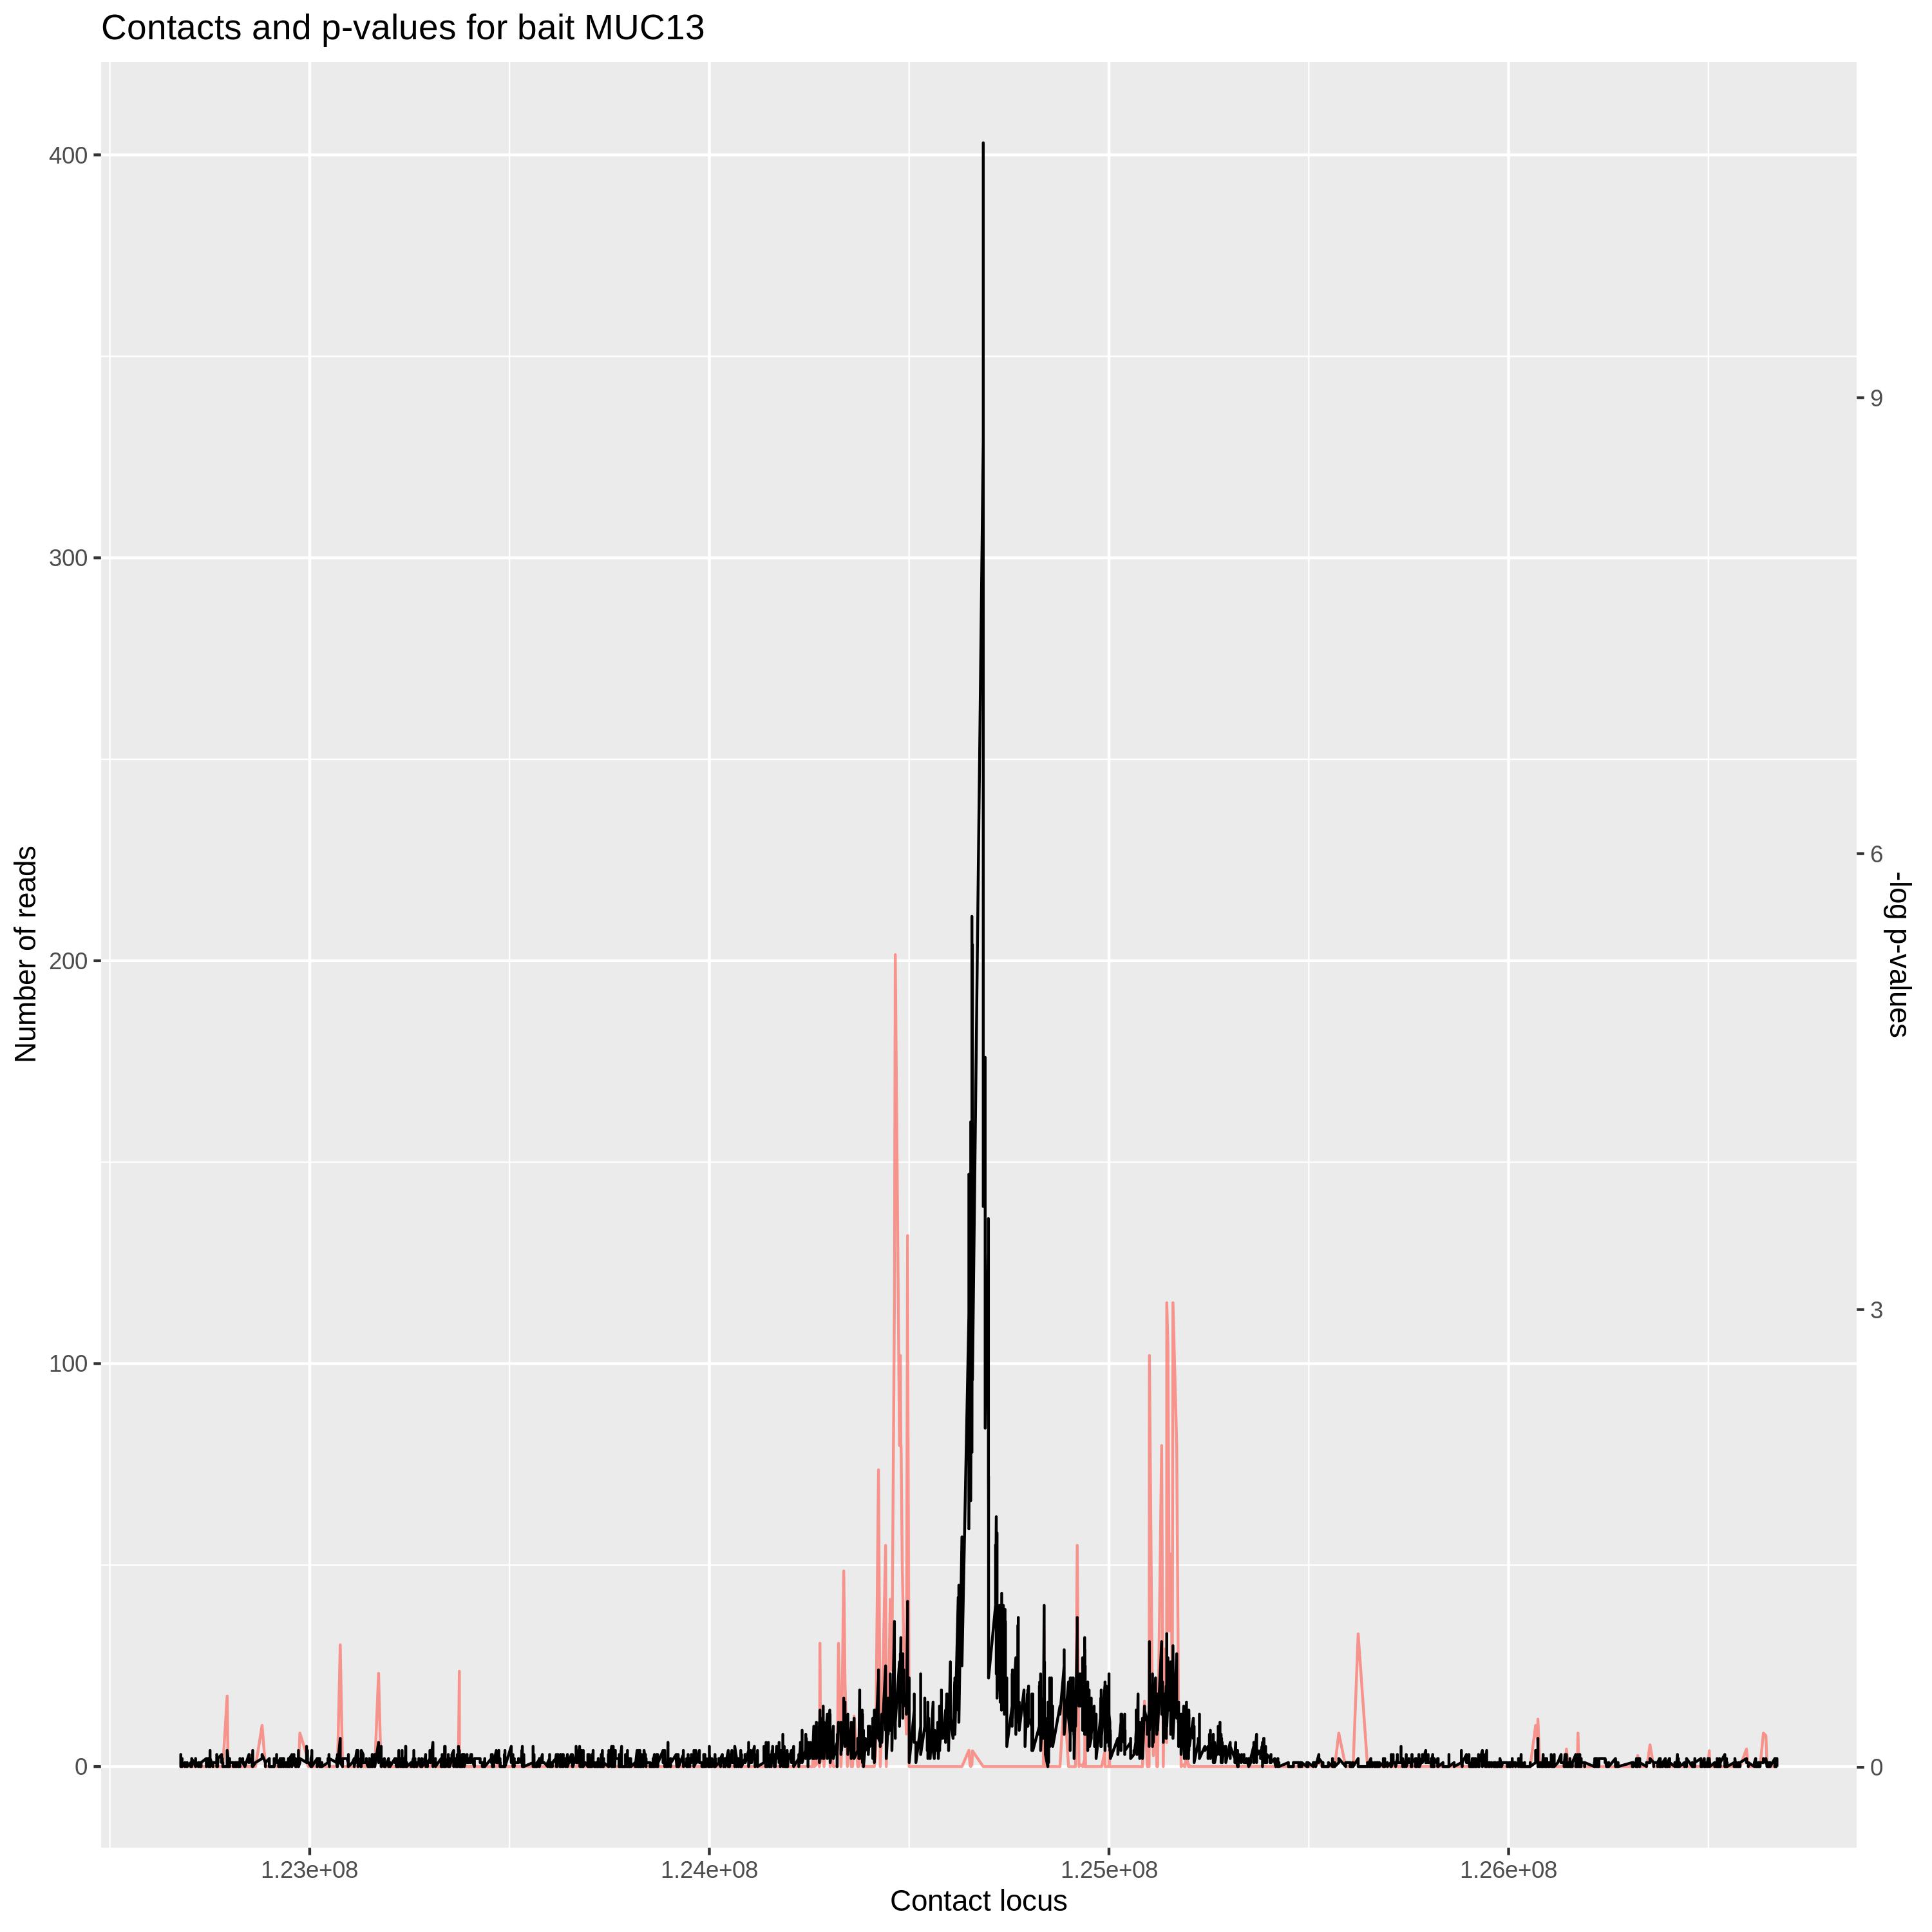 Contacts and p-values for bait MUC13
400
300
200
100
0
Number of reads
9
6
3
0
-log p-values
1.23e+08 1.24e+08 1.25e+08 1.26e+08
Contact locus